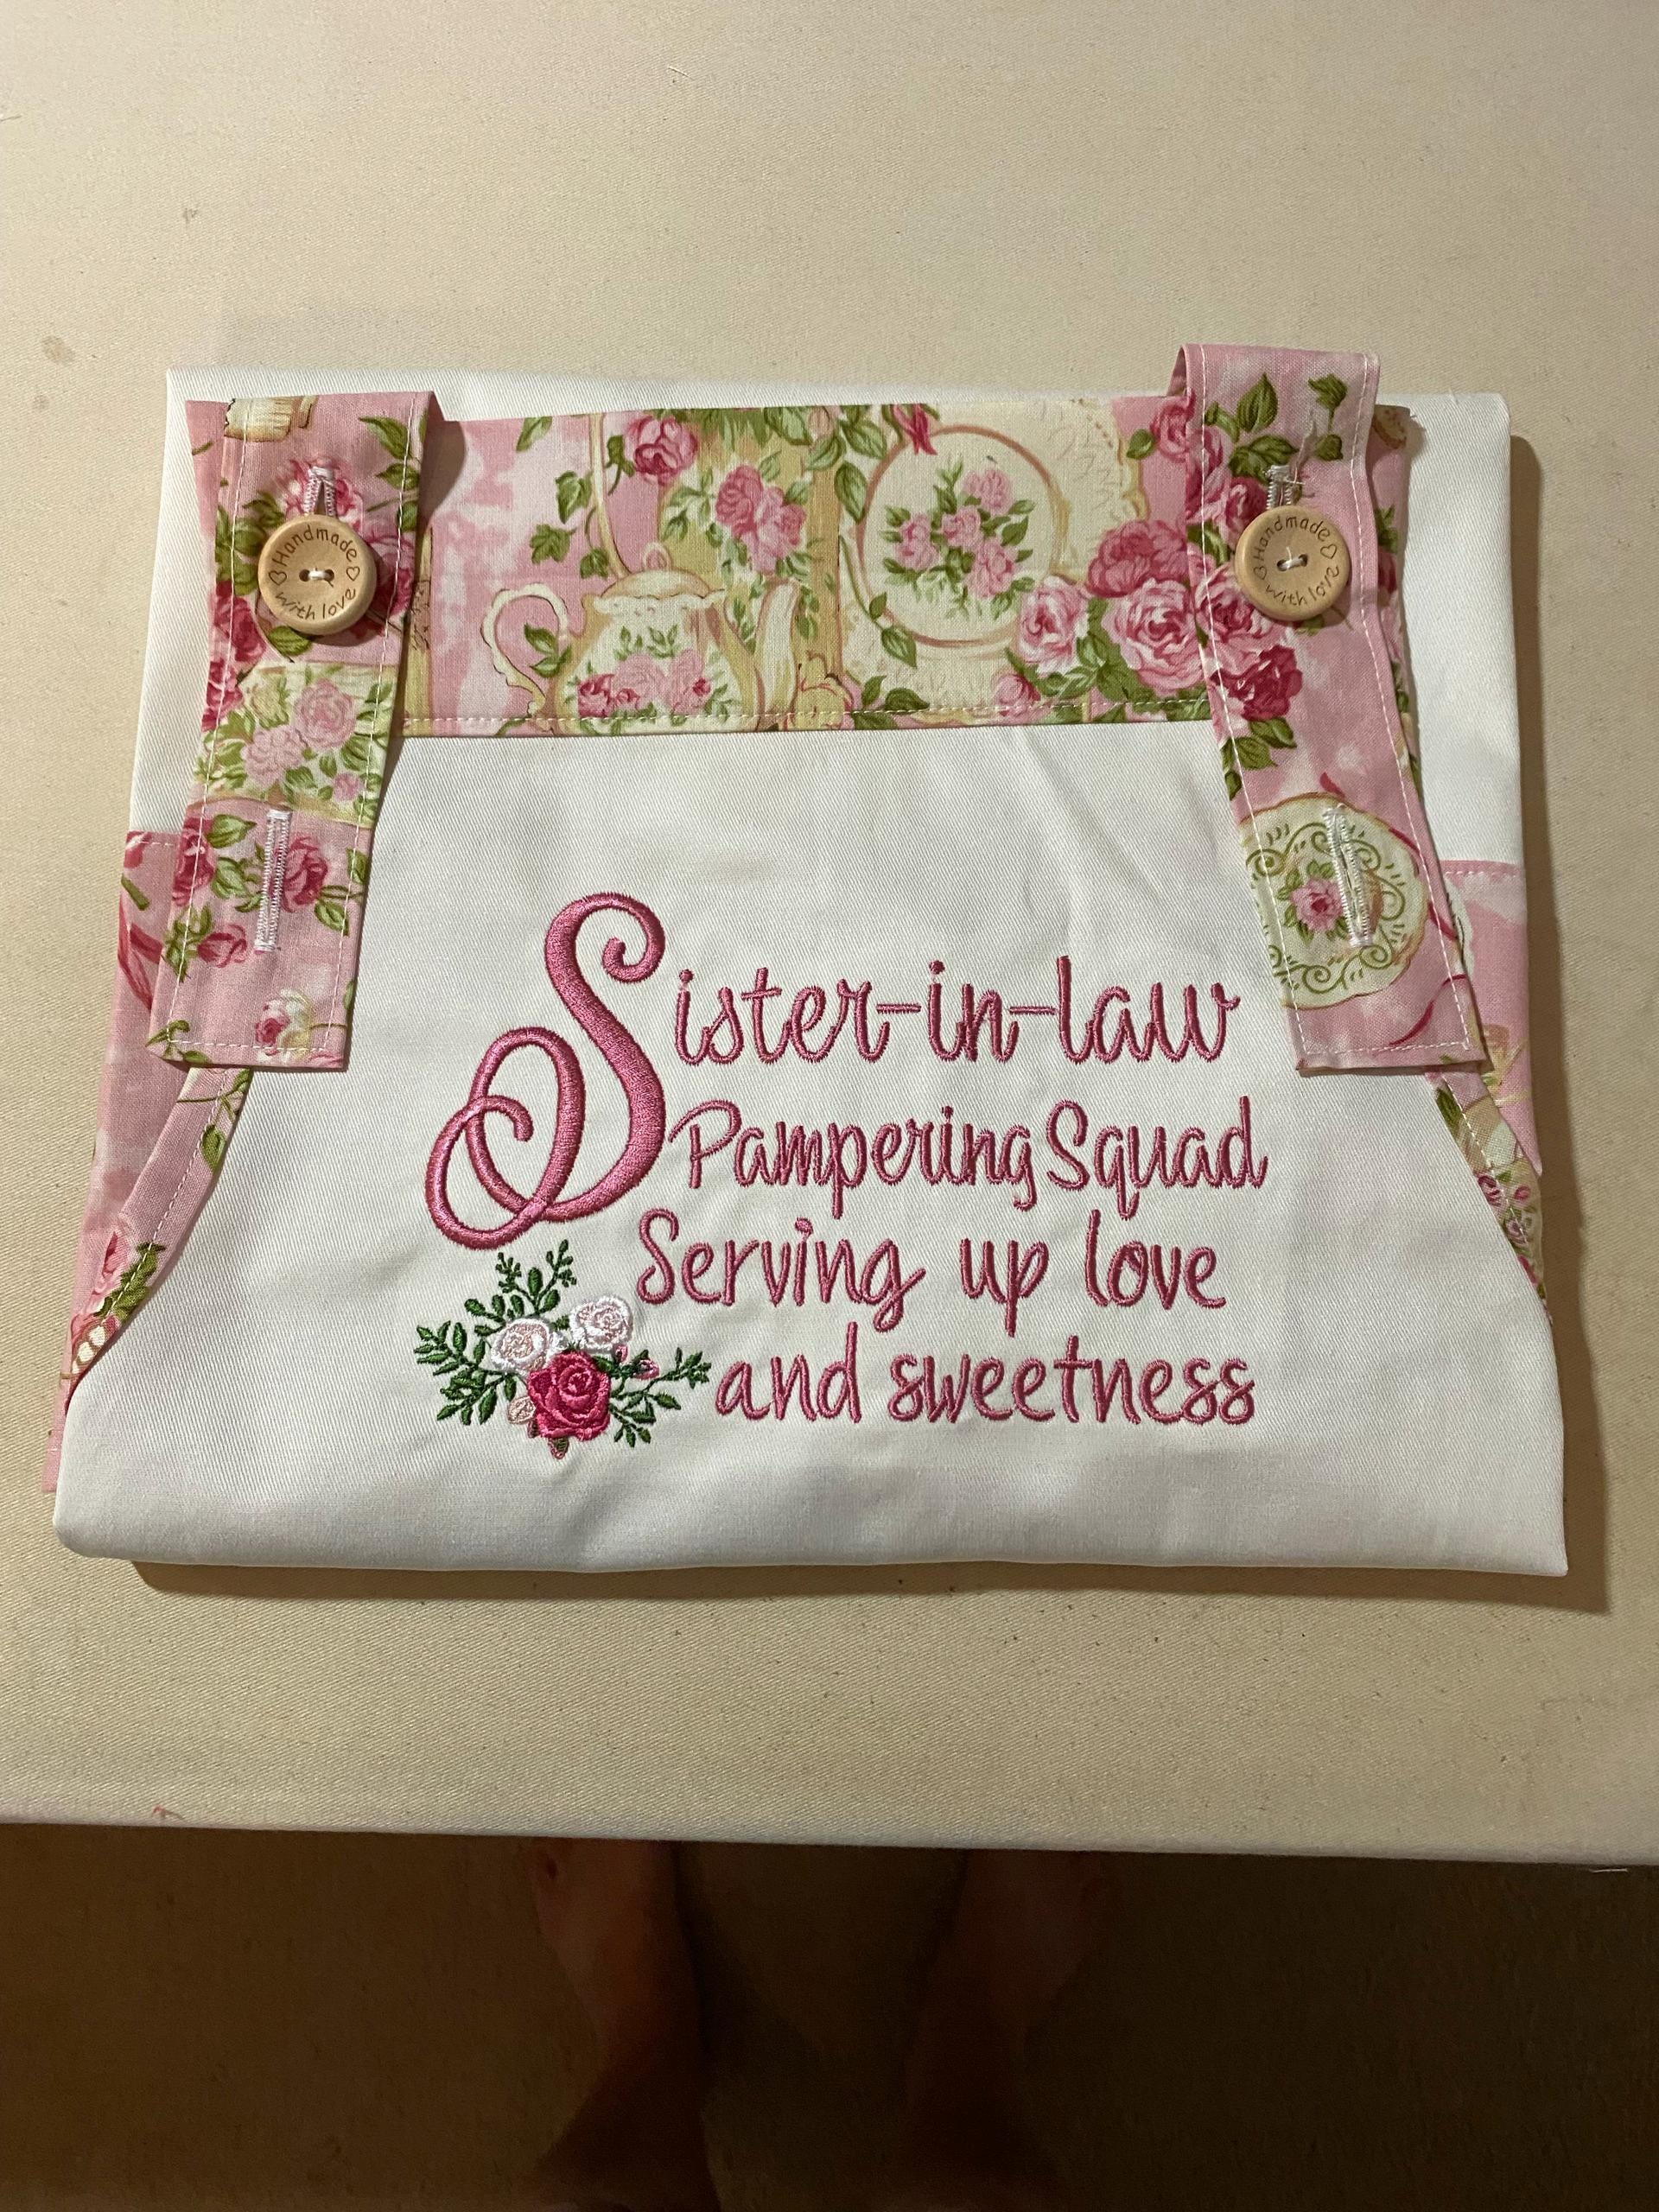 Handmade
with love
Handmade
with love
Sister-in-law
Pampering Squad
Serving up love
and sweetness